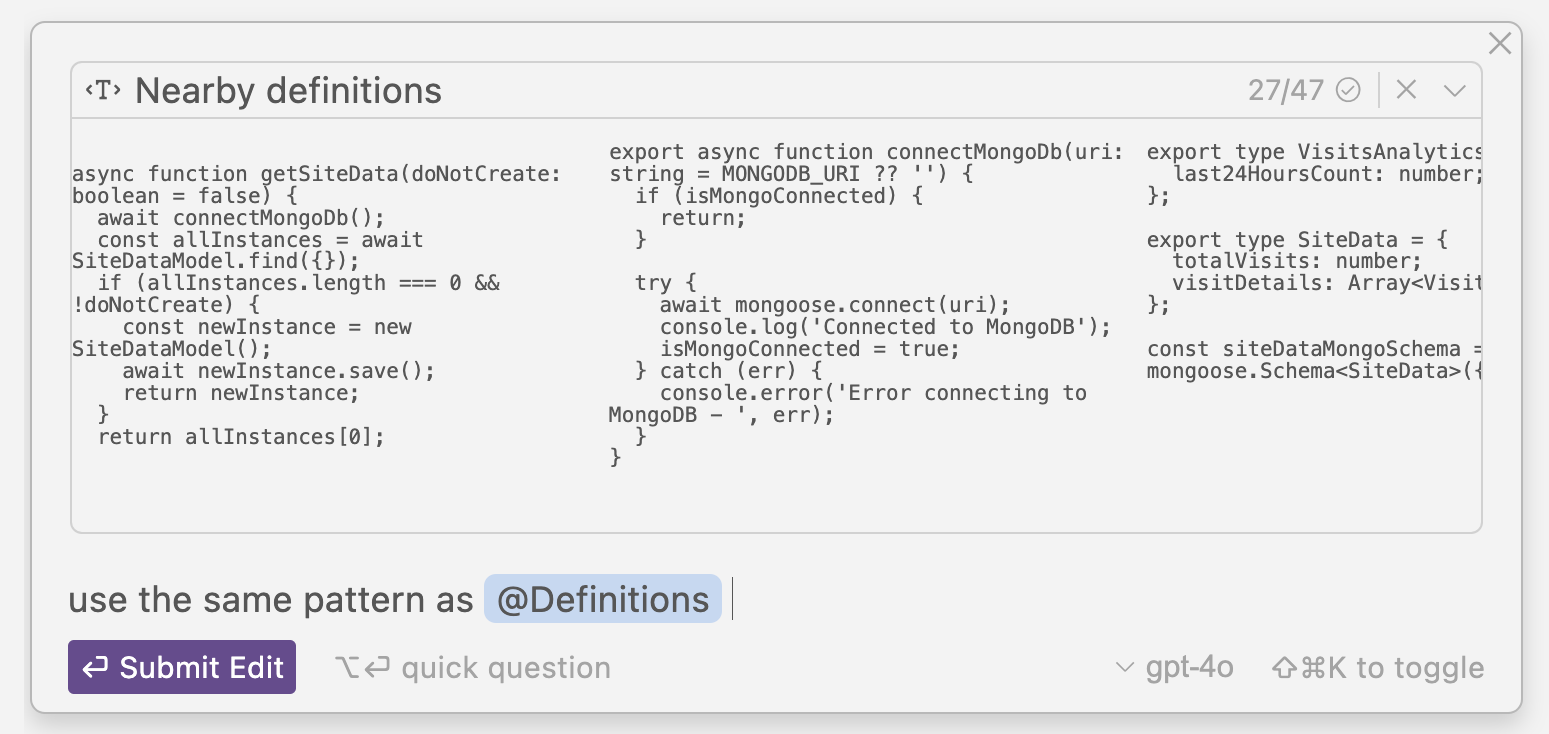 <T> Nearby definitions 27/47
async function getSiteData(doNotCreate:
boolean = false) {
  await connectMongoDb();
  const allInstances = await
SiteDataModel.find({});
  if (allInstances.length === 0 &&
!doNotCreate) {
    const newInstance = new
SiteDataModel();
    await newInstance.save();
    return newInstance;
  }
  return allInstances[0];
export async function connectMongoDb(uri:
string = MONGODB_URI ?? '') {
  if (isMongoConnected) {
    return;
  }
  try {
    await mongoose.connect(uri);
    console.log('Connected to MongoDB');
    isMongoConnected = true;
  } catch (err) {
    console.error('Error connecting to
MongoDB – ', err);
  }
}
export type VisitsAnalytics
  last24HoursCount: number;
};
export type SiteData = {
  totalVisits: number;
  visitDetails: Array<Visit
};
const siteDataMongoSchema =
mongoose.Schema<SiteData>({
use the same pattern as @Definitions
⏎ Submit Edit ⌥⏎ quick question gpt-4o ⇧⌘K to toggle